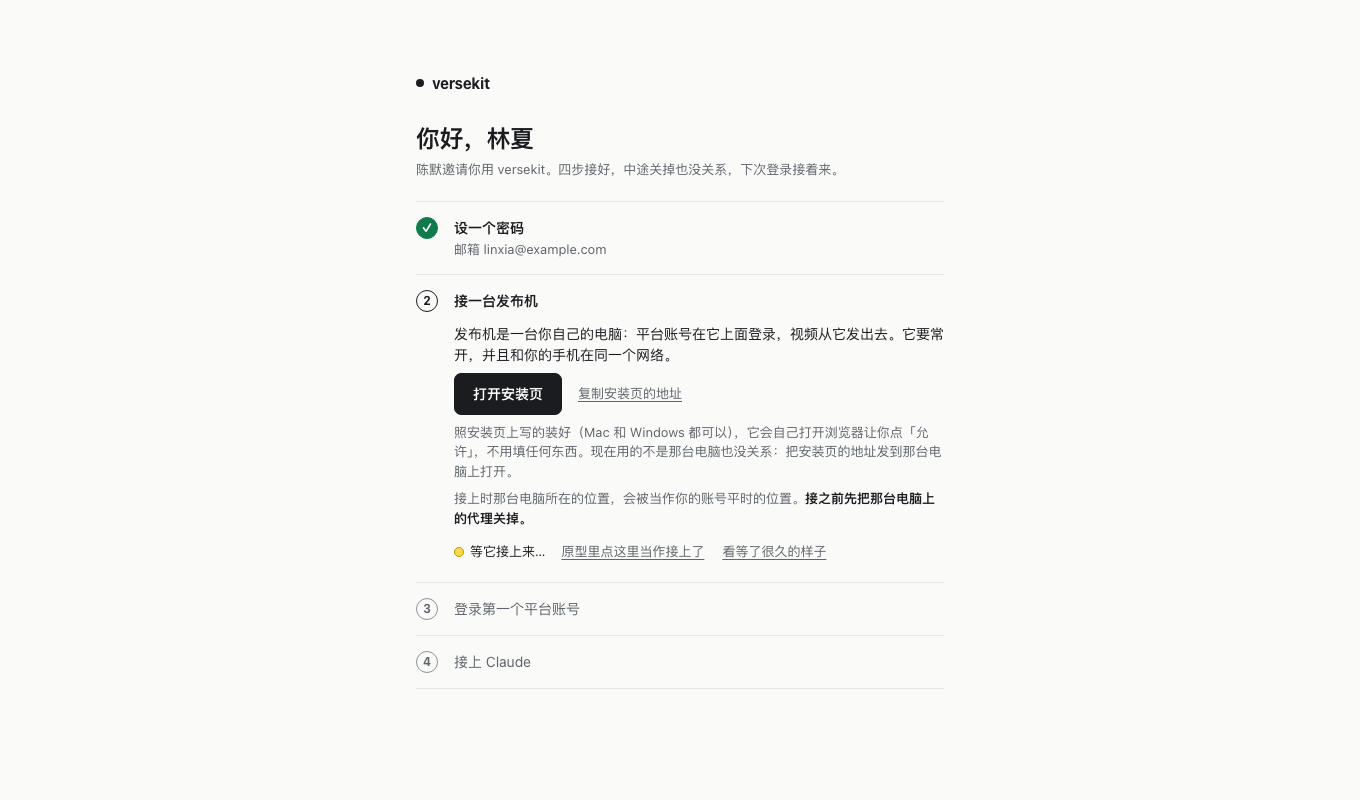 versekit
你好，林夏
陈默邀请你用 versekit。四步接好，中途关掉也没关系，下次登录接着来。
设一个密码
邮箱 linxia@example.com
2 接一台发布机
发布机是一台你自己的电脑：平台账号在它上面登录，视频从它发出去。它要常
开，并且和你的手机在同一个网络。
打开安装页 复制安装页的地址
照安装页上写的装好（Mac 和 Windows 都可以），它会自己打开浏览器让你点「允
许」，不用填任何东西。现在用的不是那台电脑也没关系：把安装页的地址发到那台电
脑上打开。
接上时那台电脑所在的位置，会被当作你的账号平时的位置。接之前先把那台电脑上
的代理关掉。
等它接上来… 原型里点这里当作接上了 看等了很久的样子
3 登录第一个平台账号
4 接上 Claude